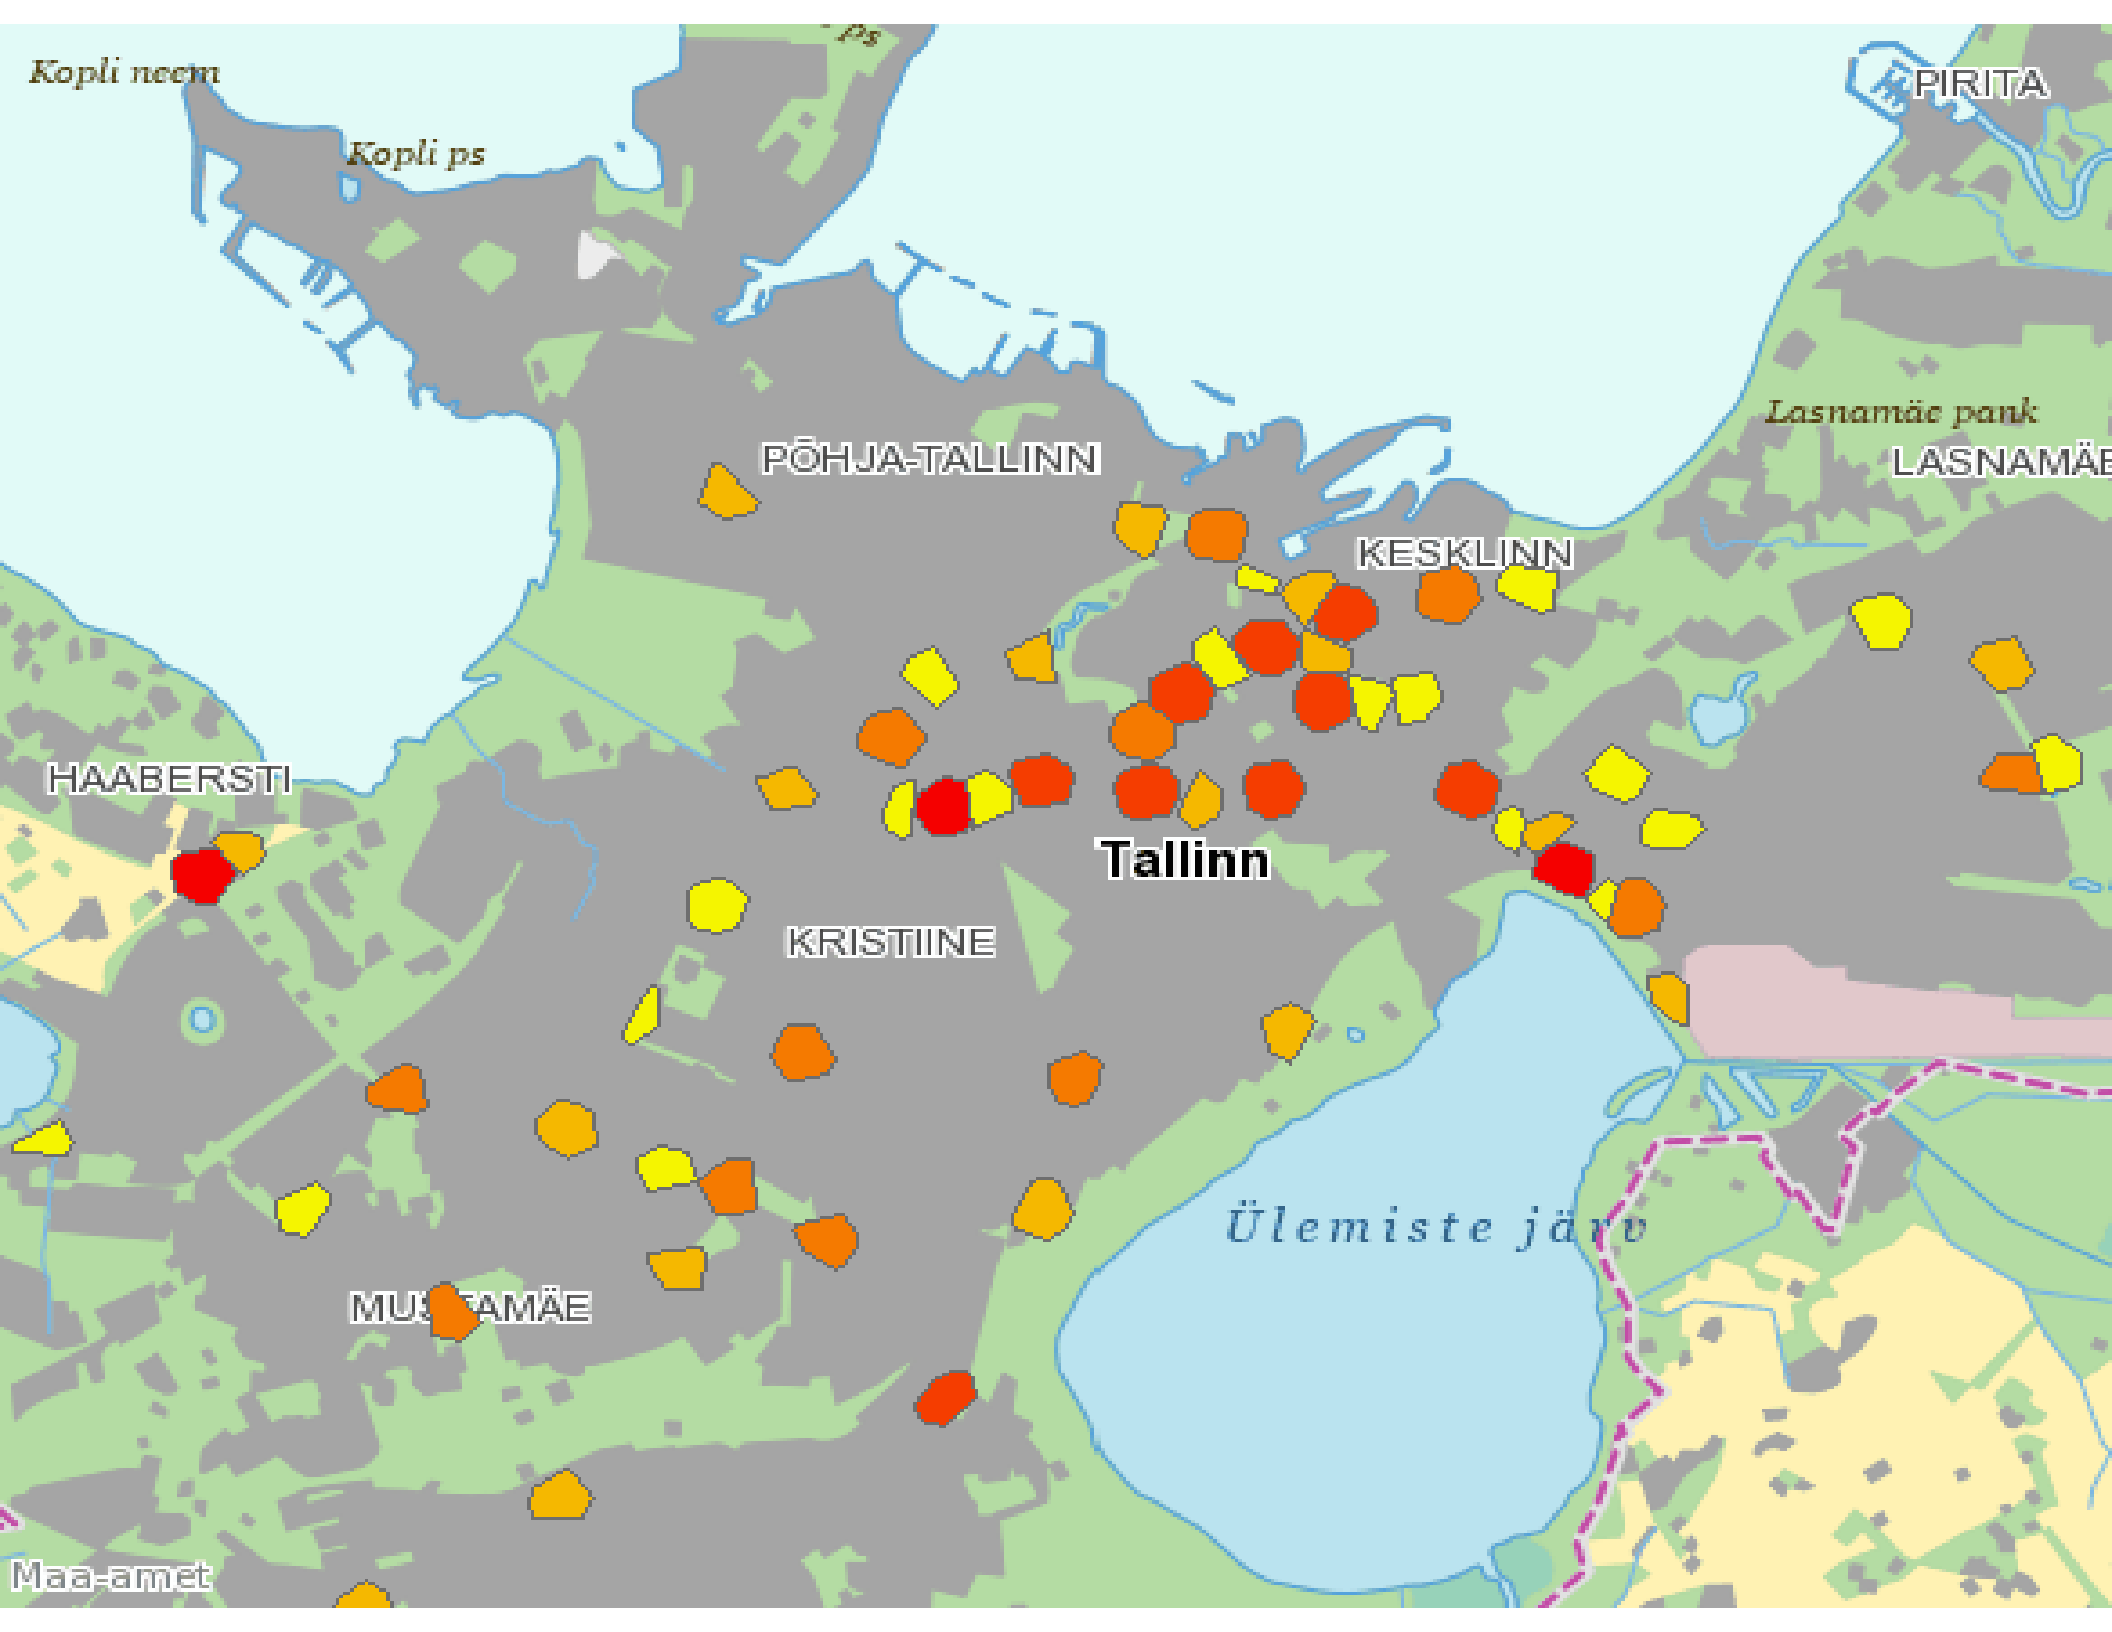 ps
Kopli neem
PIRITA
Kopli ps
Lasnamäe pank
PÕHJA-TALLINN
LASNAMÄE
KESKLINN
HAABERSTI
Tallinn
KRISTIINE
Ülemiste järv
MUSTAMÄE
Maa-amet